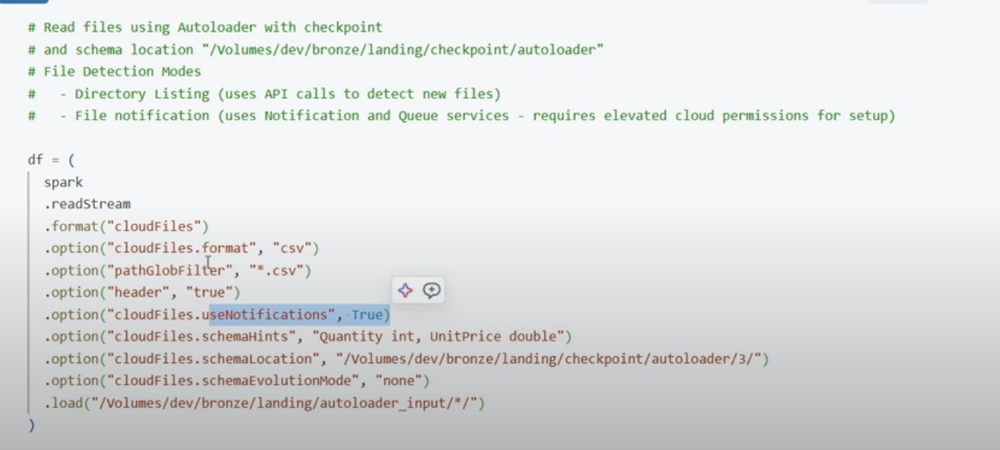 # Read files using Autoloader with checkpoint
# and schema location "/Volumes/dev/bronze/landing/checkpoint/autoloader"
# File Detection Modes
#   - Directory Listing (uses API calls to detect new files)
#   - File notification (uses Notification and Queue services - requires elevated cloud permissions for setup)
df = (
  spark
  .readStream
  .format("cloudFiles")
  .option("cloudFiles.format", "csv")
  .option("pathGlobFilter", "*.csv")
  .option("header", "true")
  .option("cloudFiles.useNotifications", True)
  .option("cloudFiles.schemaHints", "Quantity int, UnitPrice double")
  .option("cloudFiles.schemaLocation", "/Volumes/dev/bronze/landing/checkpoint/autoloader/3/")
  .option("cloudFiles.schemaEvolutionMode", "none")
  .load("/Volumes/dev/bronze/landing/autoloader_input/*/")
)